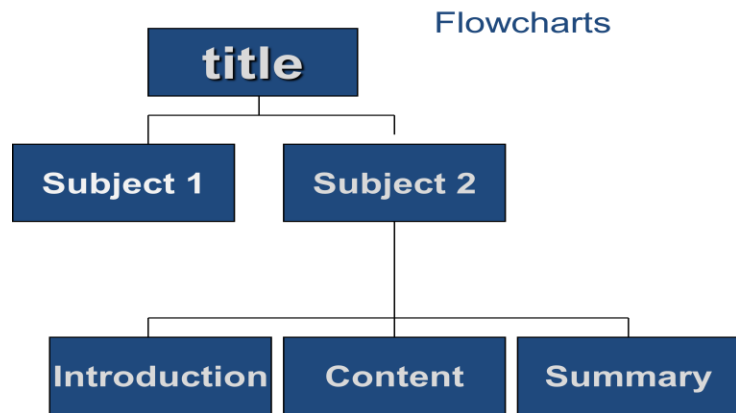 Flowcharts
title
Subject 1
Subject 2
Introduction
Content
Summary